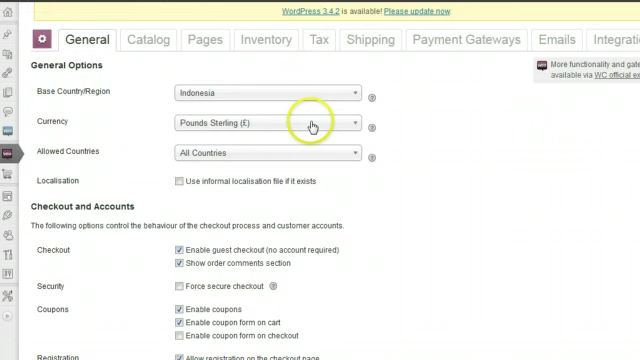 WordPress 3.4.2 is available! Please update now.
General Catalog Pages Inventory Tax Shipping Payment Gateways Emails Integrati
General Options
More functionality and gate
available via WC official ex
Base Country/Region Indonesia
Currency Pounds Sterling (£)
Allowed Countries All Countries
Localisation Use informal localisation file if it exists
Checkout and Accounts
The following options control the behaviour of the checkout process and customer accounts.
Checkout Enable guest checkout (no account required)
Show order comments section
Security Force secure checkout
Coupons Enable coupons
Enable coupon form on cart
Enable coupon form on checkout
Registration Allow registration on the checkout page